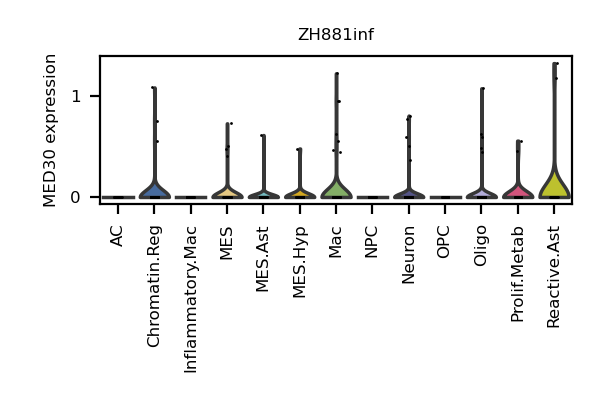 ZH881inf
MED30 expression
1
0
AC
Chromatin.Reg
Inflammatory.Mac
MES
MES.Ast
MES.Hyp
Mac
NPC
Neuron
OPC
Oligo
Prolif.Metab
Reactive.Ast